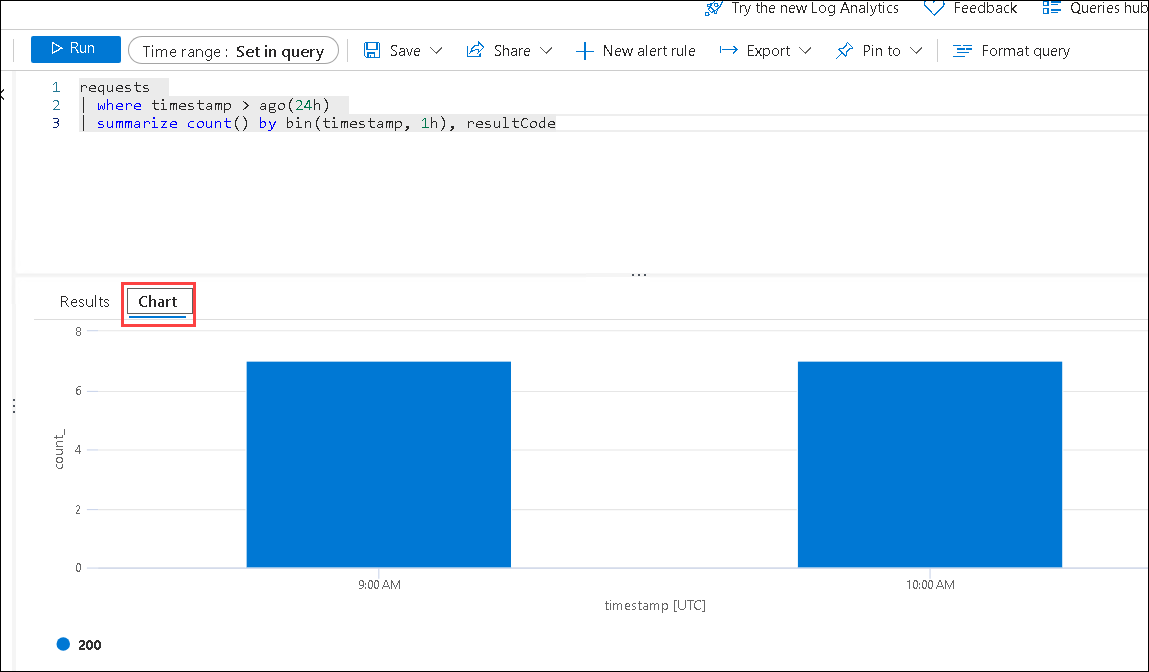 Try the new Log Analytics Feedback Queries hub
Run Time range : Set in query Save Share New alert rule Export Pin to Format query
1 requests
2 | where timestamp > ago(24h)
3 | summarize count() by bin(timestamp, 1h), resultCode
...
Results Chart
8
6
4
2
0
count_
9:00 AM 10:00 AM
timestamp [UTC]
200